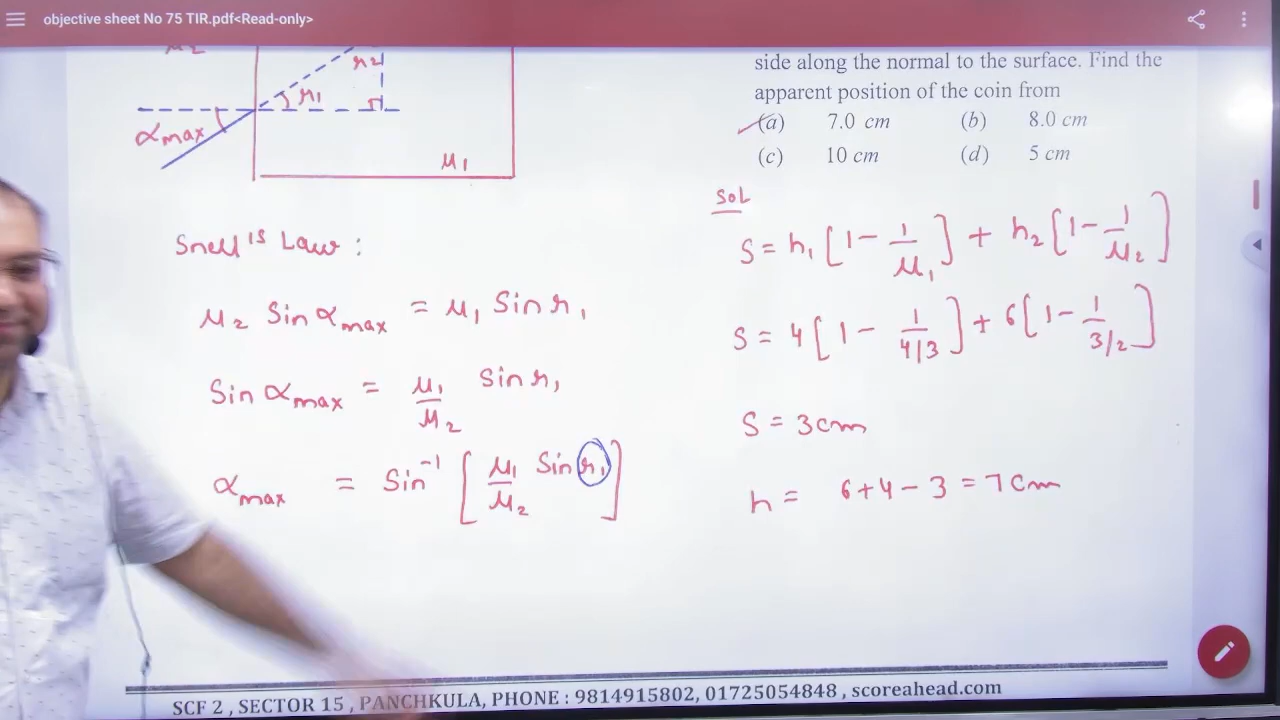 objective sheet No 75 TIR.pdf<Read-only>
μ2
r2
r1
αmax
μ1
Snell's Law :
μ2 Sin αmax = μ1 Sin r1
Sin αmax = μ1/μ2 Sin r1
αmax = Sin⁻¹ [ μ1/μ2 Sin r1 ]
side along the normal to the surface. Find the
apparent position of the coin from
(a) 7.0 cm (b) 8.0 cm
(c) 10 cm (d) 5 cm
Sol
S = h1 [1 - 1/μ1] + h2 [1 - 1/μ2]
S = 4 [1 - 1/4/3] + 6 [1 - 1/3/2]
S = 3cm
h = 6+4-3 = 7cm
SCF 2 , SECTOR 15 , PANCHKULA, PHONE : 9814915802, 01725054848 , scoreahead.com